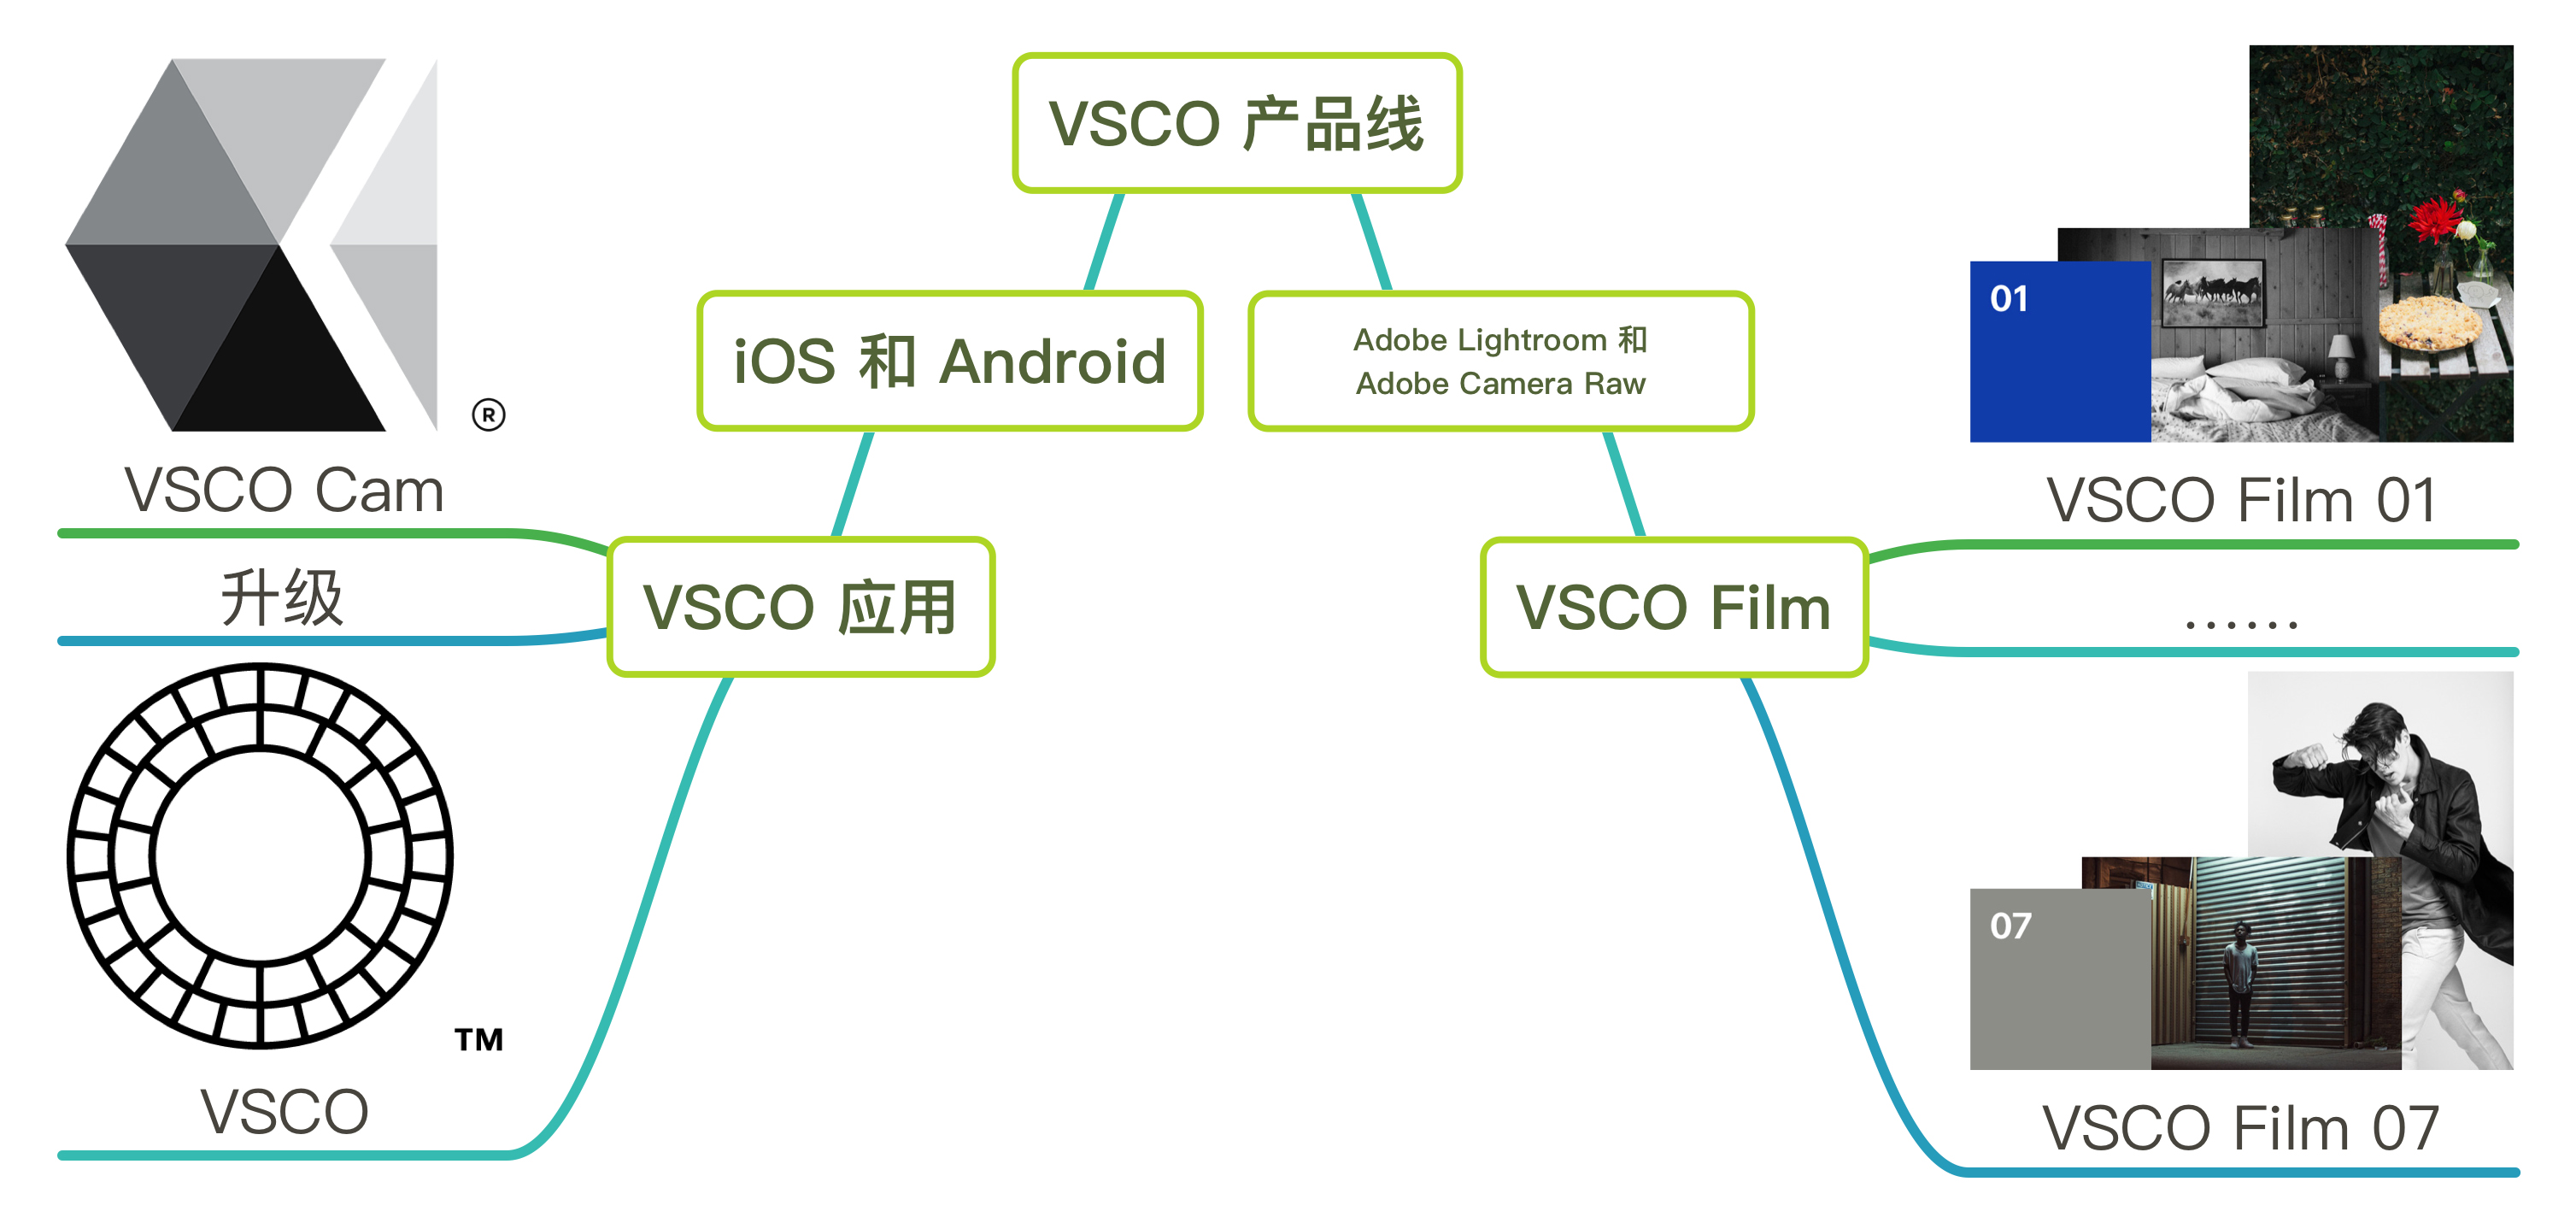 VSCO 产品线
iOS 和 Android
Adobe Lightroom 和
Adobe Camera Raw
®
VSCO Cam
升级
VSCO 应用
TM
VSCO
VSCO Film
01
VSCO Film 01
······
07
VSCO Film 07